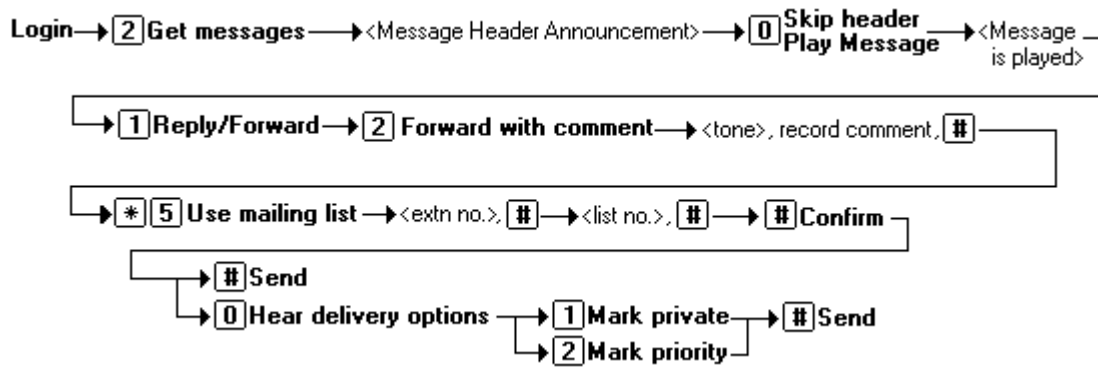 Login 2 Get messages <Message Header Announcement> 0 Skip header Play Message <Message is played>
1 Reply/Forward 2 Forward with comment <tone>, record comment, #
* 5 Use mailing list <extn no.>, # <list no.>, # # Confirm
# Send
0 Hear delivery options 1 Mark private # Send
2 Mark priority